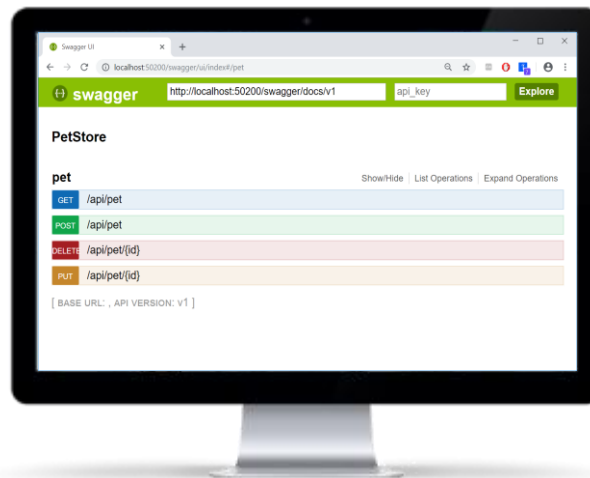 Swagger UI
localhost:50200/swagger/ui/index#/pet
swagger http://localhost:50200/swagger/docs/v1 api_key Explore
PetStore
pet Show/Hide List Operations Expand Operations
GET /api/pet
POST /api/pet
DELETE /api/pet/{id}
PUT /api/pet/{id}
[ BASE URL: , API VERSION: v1 ]